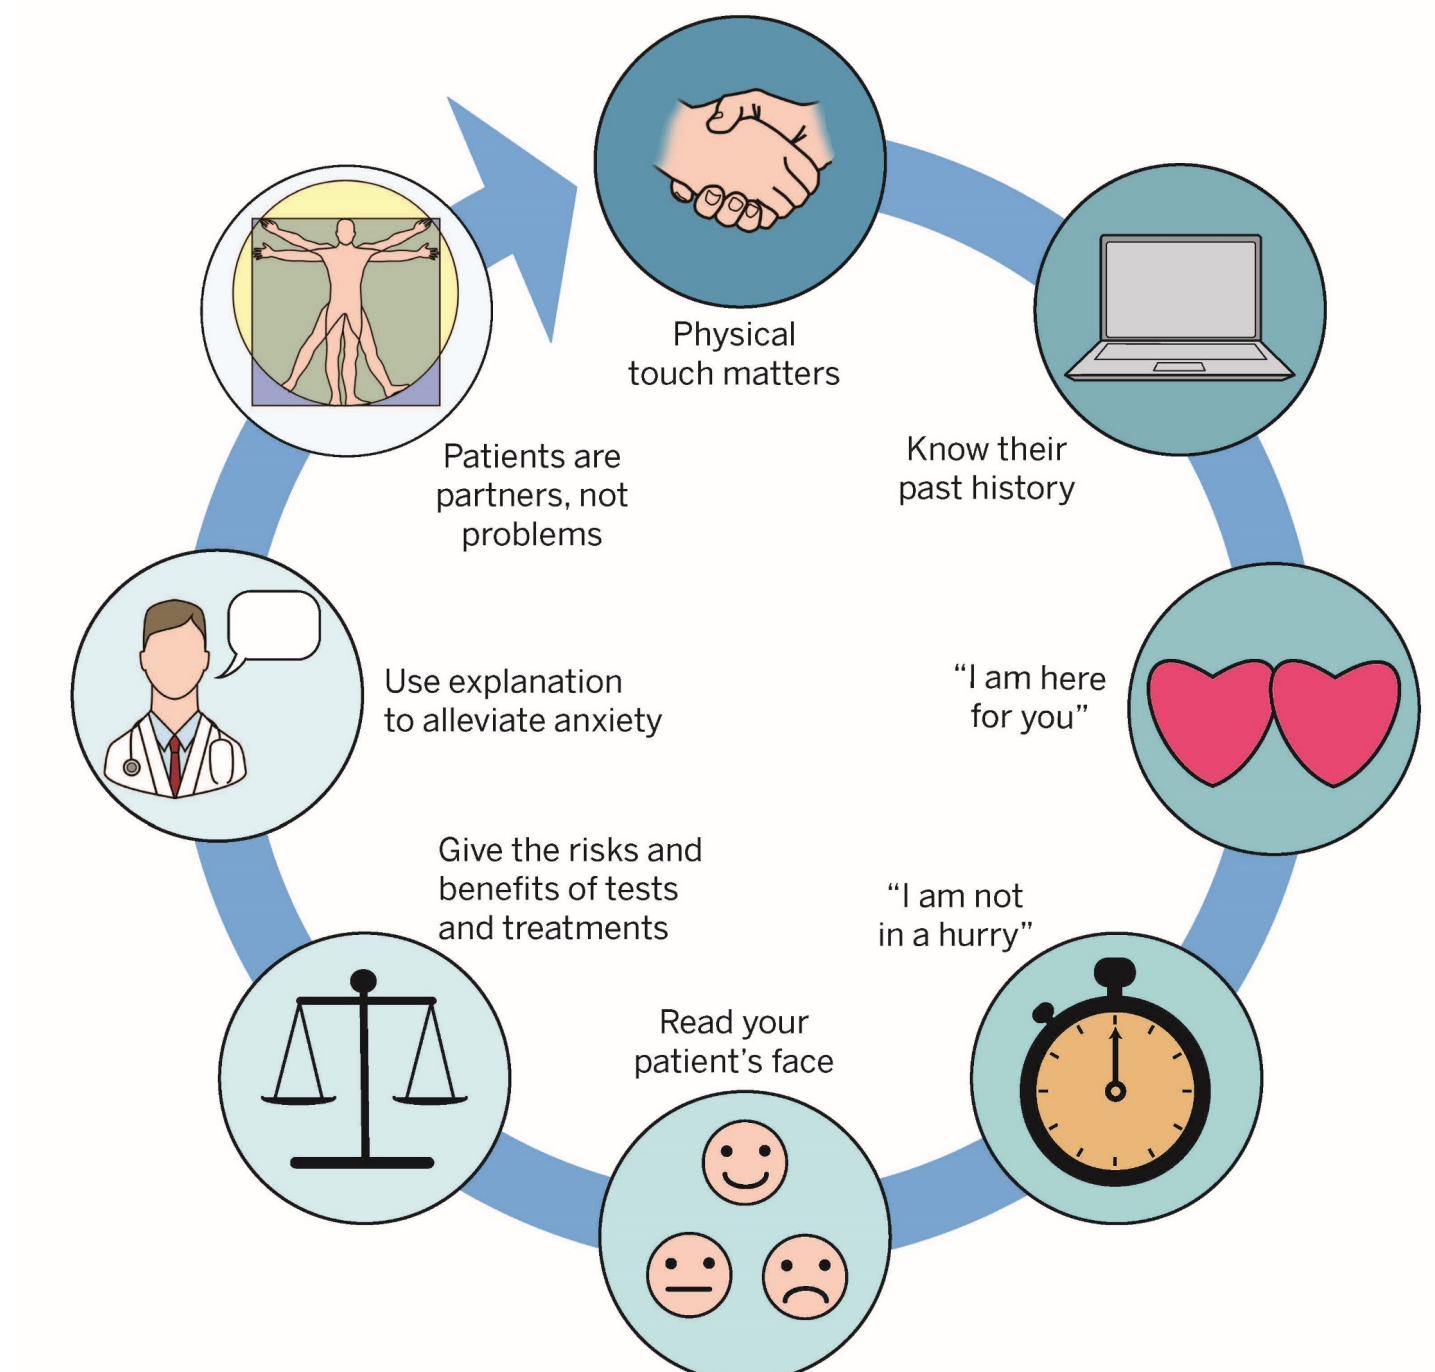 Physical
touch matters
Know their
past history
“I am here
for you”
“I am not
in a hurry”
Read your
patient’s face
Give the risks and
benefits of tests
and treatments
Use explanation
to alleviate anxiety
Patients are
partners, not
problems